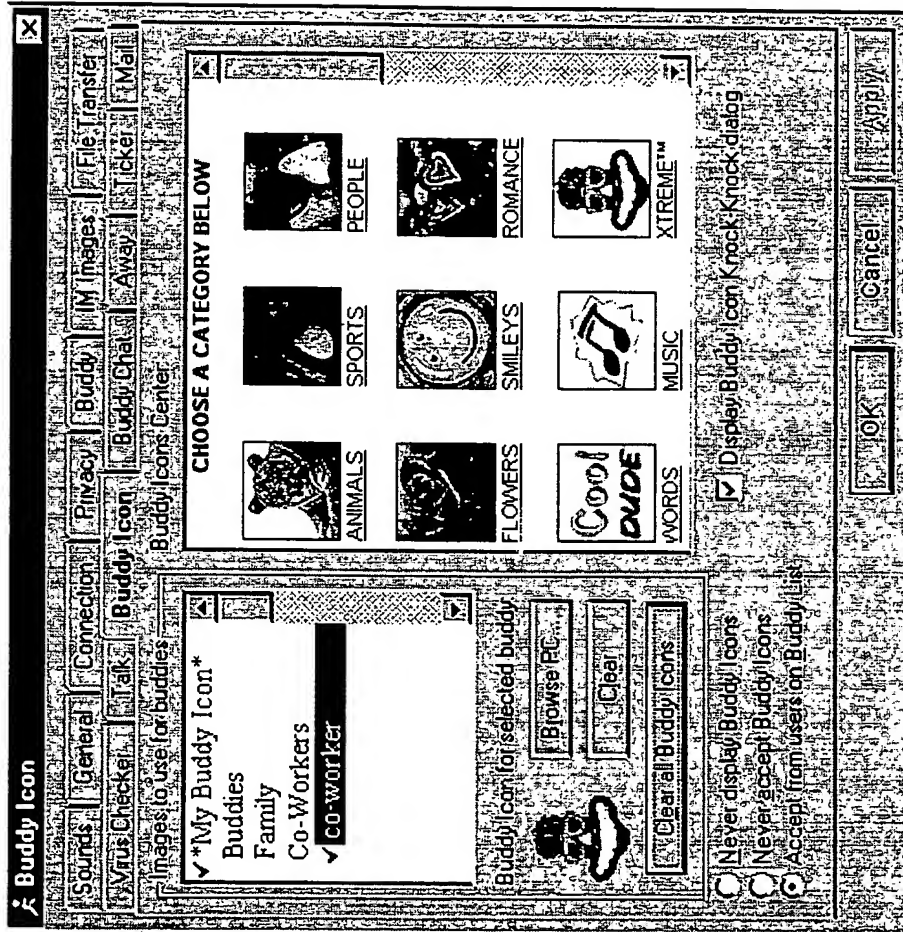 Buddy Icon
Sounds General Connection Privacy Buddy IM Images File Transfer
Virus Checker Talk Buddy Icon Buddy Chat Away Ticker Mail
Images to use for buddies
✓*My Buddy Icon*
Buddies
Family
Co-Workers
✓co-worker
Buddy Icon for selected buddy
Browse PC...
Clear
Clear all Buddy Icons
Never display Buddy Icons
Never accept Buddy Icons
Accept from users on Buddy List
Buddy Icons Center
CHOOSE A CATEGORY BELOW
ANIMALS SPORTS PEOPLE
FLOWERS SMILEYS ROMANCE
Cool
DUDE
WORDS MUSIC XTREME™
Display Buddy Icon Knock-Knock dialog
OK Cancel Apply